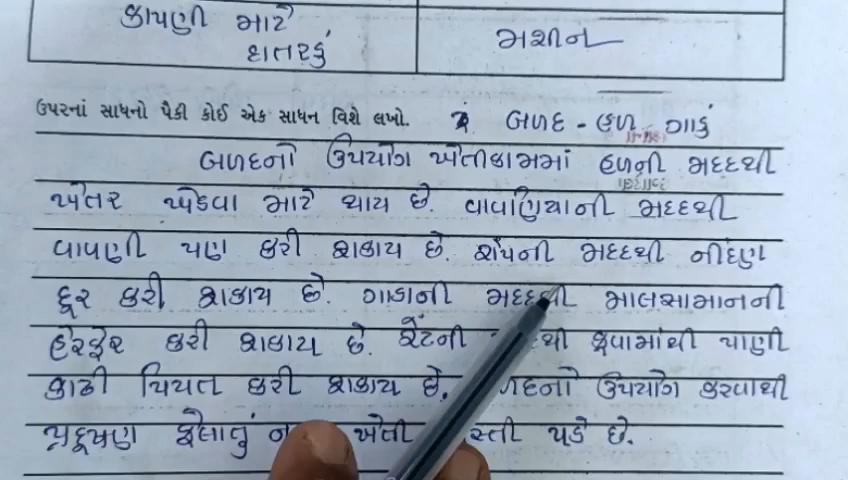 કાપણી માટે
દાતરડું
મશીન
ઉપરનાં સાધનો પૈકી કોઈ એક સાધન વિશે લખો. બળદ - હળ ગાડું
બળદનો ઉપયોગ ખેતીકામમાં હળની મદદથી
ખેતર ખેડવા માટે થાય છે. વાવણિયાની મદદથી
વાવણી પણ કરી શકાય છે. રાંપની મદદથી નીંદણ
દૂર કરી શકાય છે. ગાડાની મદદથી માલસામાનની
હેરફેર કરી શકાય છે. રેંટની કૂવામાંથી પાણી
કાઢી પિયત કરી શકાય છે. ઉપયોગ કરવાથી
પ્રદૂષણ ફેલાતું ખેતી પડે છે.